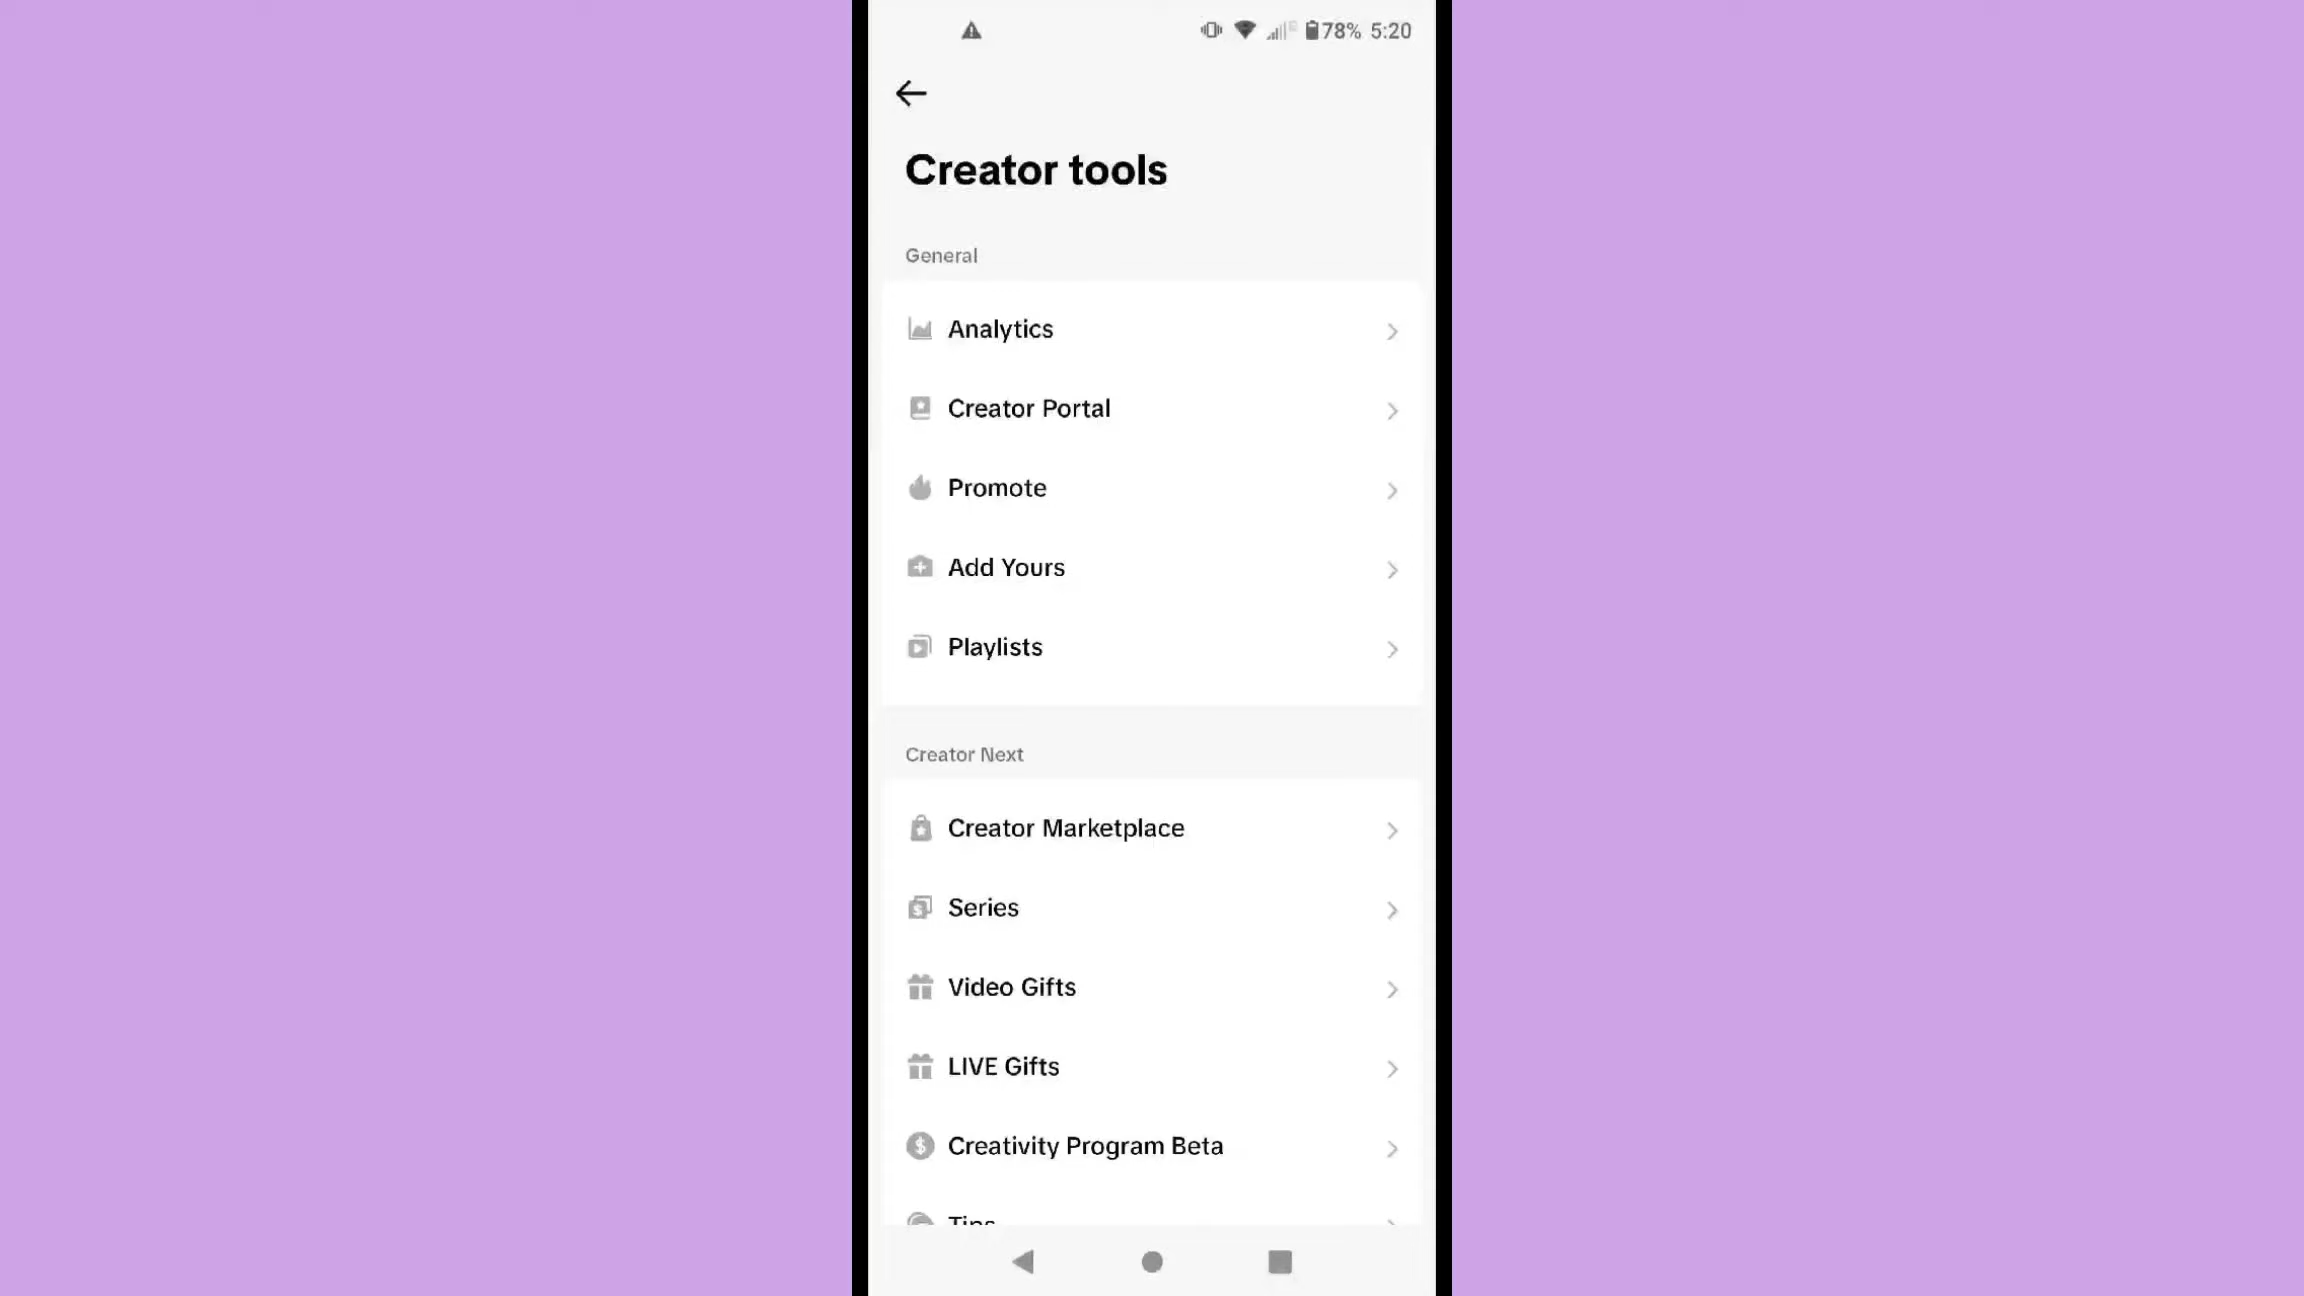 78% 5:20
Creator tools
General
Analytics
Creator Portal
Promote
Add Yours
Playlists
Creator Next
Creator Marketplace
Series
Video Gifts
LIVE Gifts
Creativity Program Beta
Tips